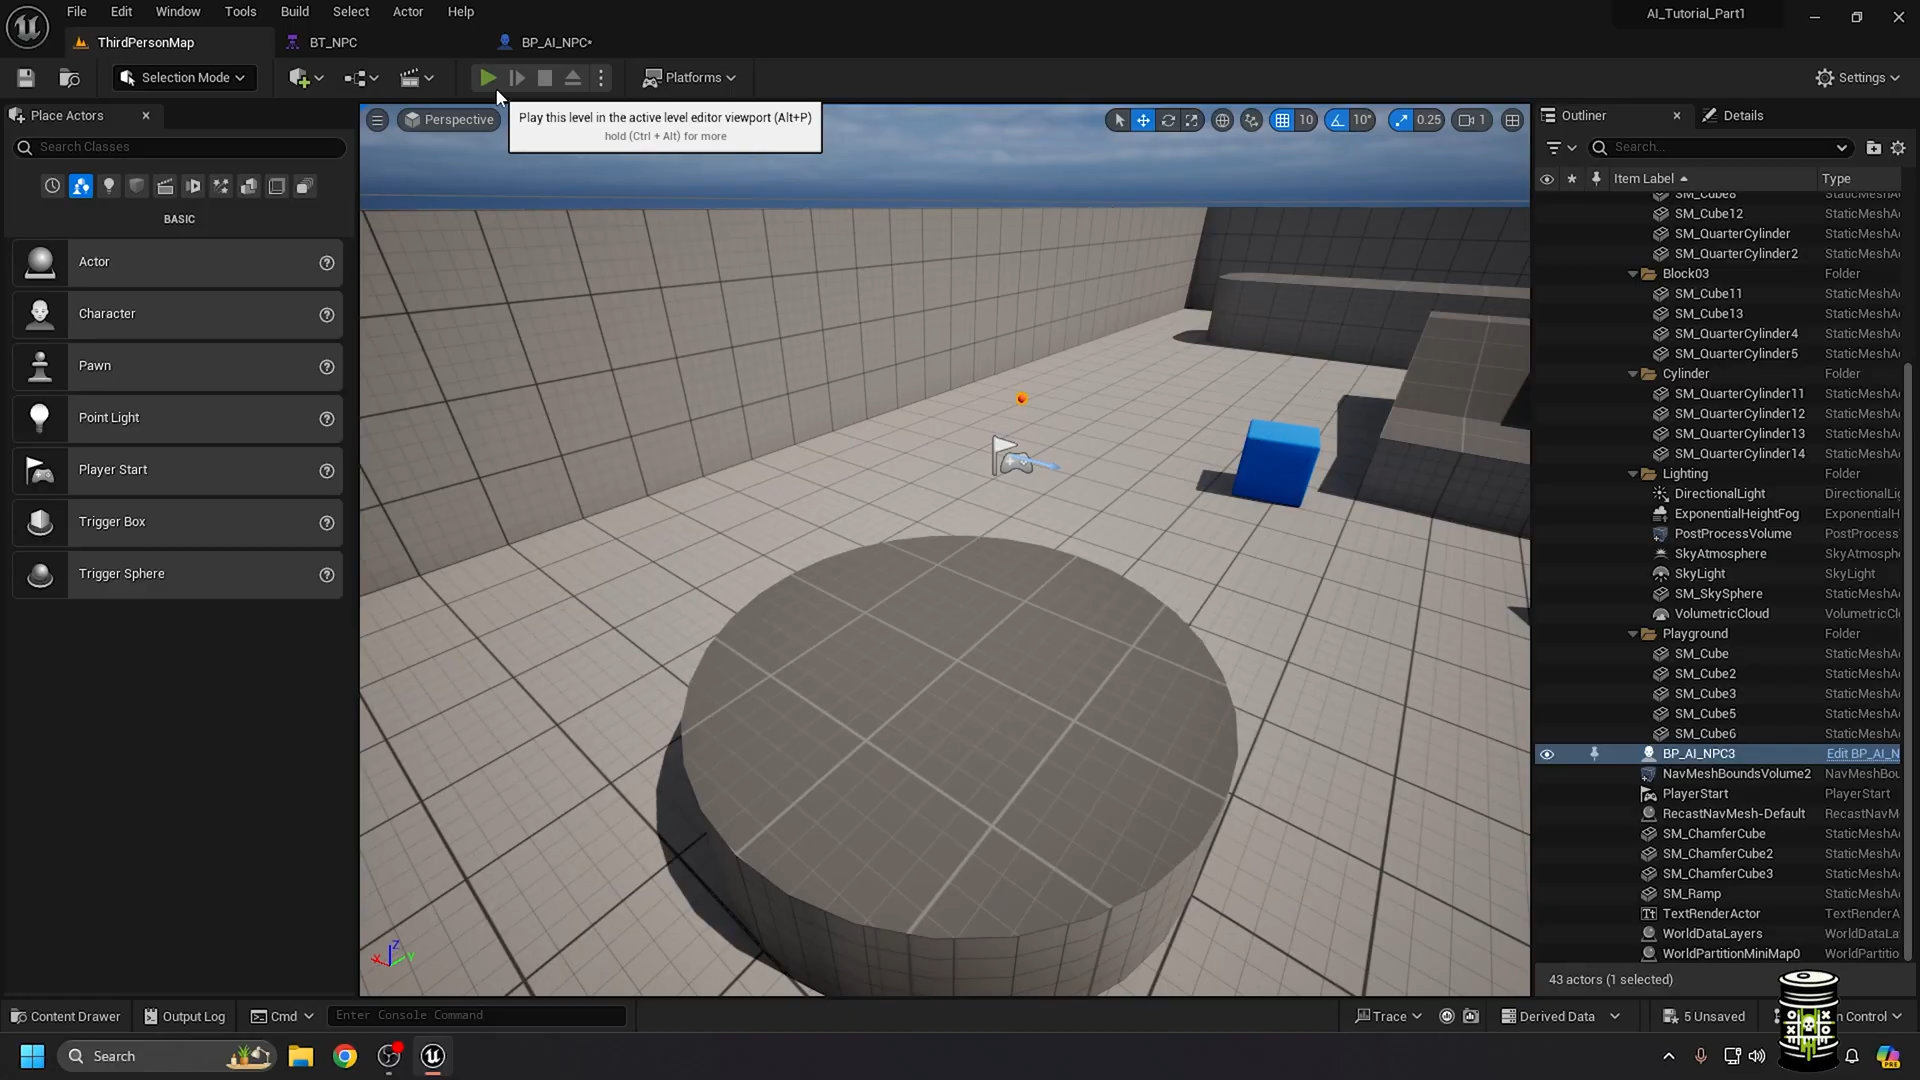 File Edit Window Tools Build Select Actor Help
AI_Tutorial_Part1
ThirdPersonMap BT_NPC BP_AI_NPC*
Selection Mode Platforms Settings
Place Actors
Search Classes
BASIC
Actor
Character
Pawn
Point Light
Player Start
Trigger Box
Trigger Sphere
Perspective
Play this level in the active level editor viewport (Alt+P)
hold (Ctrl + Alt) for more
10 10° 0.25 1
Outliner Details
Search...
Item Label Type
SM_Cube8 StaticMeshA
SM_Cube12 StaticMeshA
SM_QuarterCylinder StaticMeshA
SM_QuarterCylinder2 StaticMeshA
Block03 Folder
SM_Cube11 StaticMeshA
SM_Cube13 StaticMeshA
SM_QuarterCylinder4 StaticMeshA
SM_QuarterCylinder5 StaticMeshA
Cylinder Folder
SM_QuarterCylinder11 StaticMeshA
SM_QuarterCylinder12 StaticMeshA
SM_QuarterCylinder13 StaticMeshA
SM_QuarterCylinder14 StaticMeshA
Lighting Folder
DirectionalLight DirectionalLi
ExponentialHeightFog ExponentialH
PostProcessVolume PostProcess
SkyAtmosphere SkyAtmosph
SkyLight SkyLight
SM_SkySphere StaticMeshA
VolumetricCloud VolumetricCl
Playground Folder
SM_Cube StaticMeshA
SM_Cube2 StaticMeshA
SM_Cube3 StaticMeshA
SM_Cube5 StaticMeshA
SM_Cube6 StaticMeshA
BP_AI_NPC3 Edit BP_AI_N
NavMeshBoundsVolume2 NavMeshBou
PlayerStart PlayerStart
RecastNavMesh-Default RecastNavM
SM_ChamferCube StaticMeshA
SM_ChamferCube2 StaticMeshA
SM_ChamferCube3 StaticMeshA
SM_Ramp StaticMeshA
TextRenderActor TextRenderA
WorldDataLayers WorldDataLa
WorldPartitionMiniMap0 WorldPartitio
43 actors (1 selected)
X Z Y
Content Drawer Output Log Cmd Enter Console Command Trace Derived Data 5 Unsaved Control
Search
PRE